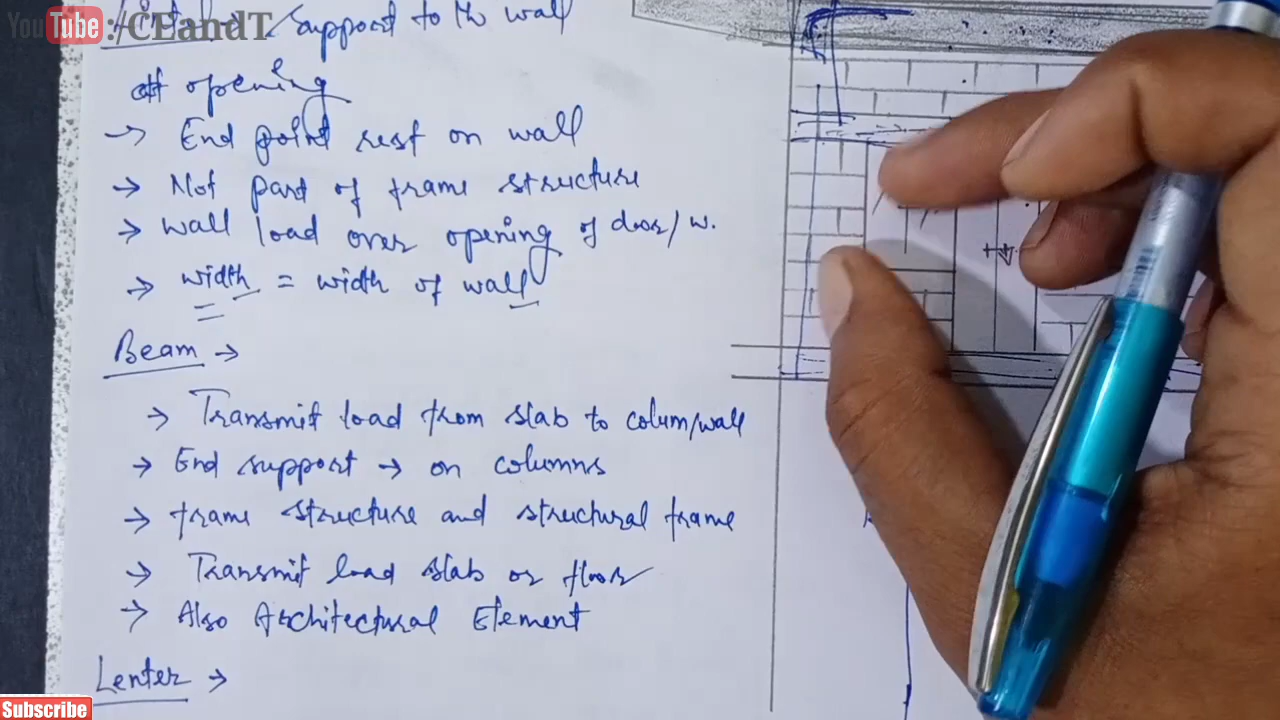 YouTube:/CEandT
support to the wall
opening
→ End point rest on wall
→ Not part of frame structure
→ Wall load over opening of door/w.
→ width = width of wall
Beam →
→ Transmit load from slab to colum/wall
→ End support → on columns
→ frame structure and structural frame
→ Transmit load slab or floor
→ Also Architectural Element
Lenter →
Subscribe